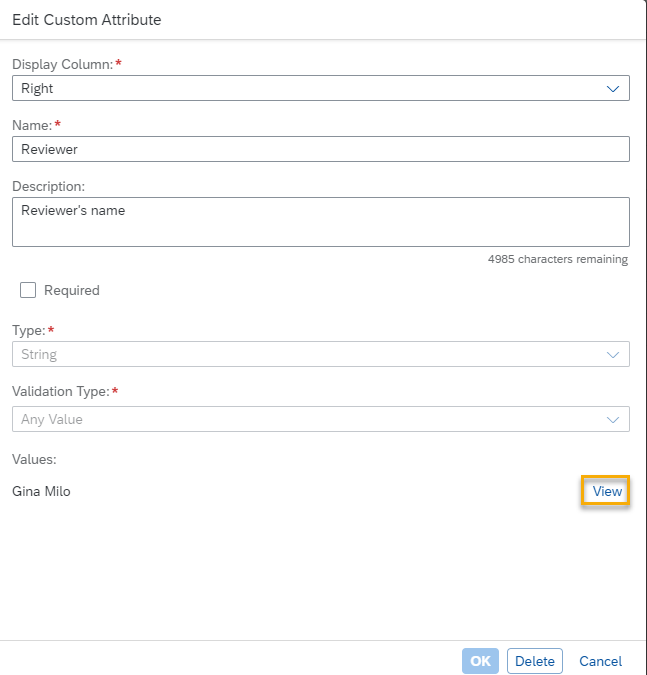 Edit Custom Attribute
Display Column:*
Right
Name:*
Reviewer
Description:
Reviewer's name
4985 characters remaining
Required
Type:*
String
Validation Type:*
Any Value
Values:
Gina Milo View
OK Delete Cancel